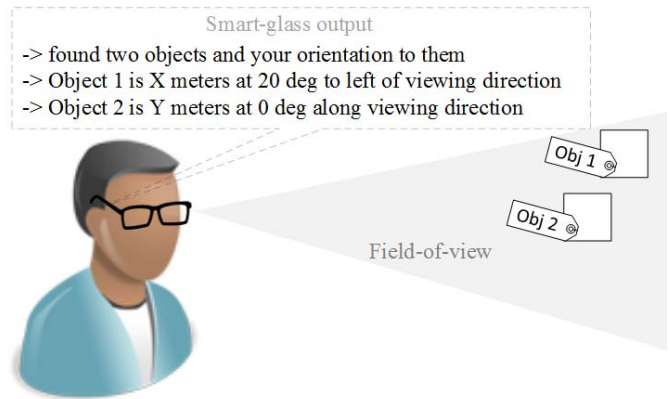 Smart-glass output
-> found two objects and your orientation to them
-> Object 1 is X meters at 20 deg to left of viewing direction
-> Object 2 is Y meters at 0 deg along viewing direction
Obj 1
Obj 2
Field-of-view